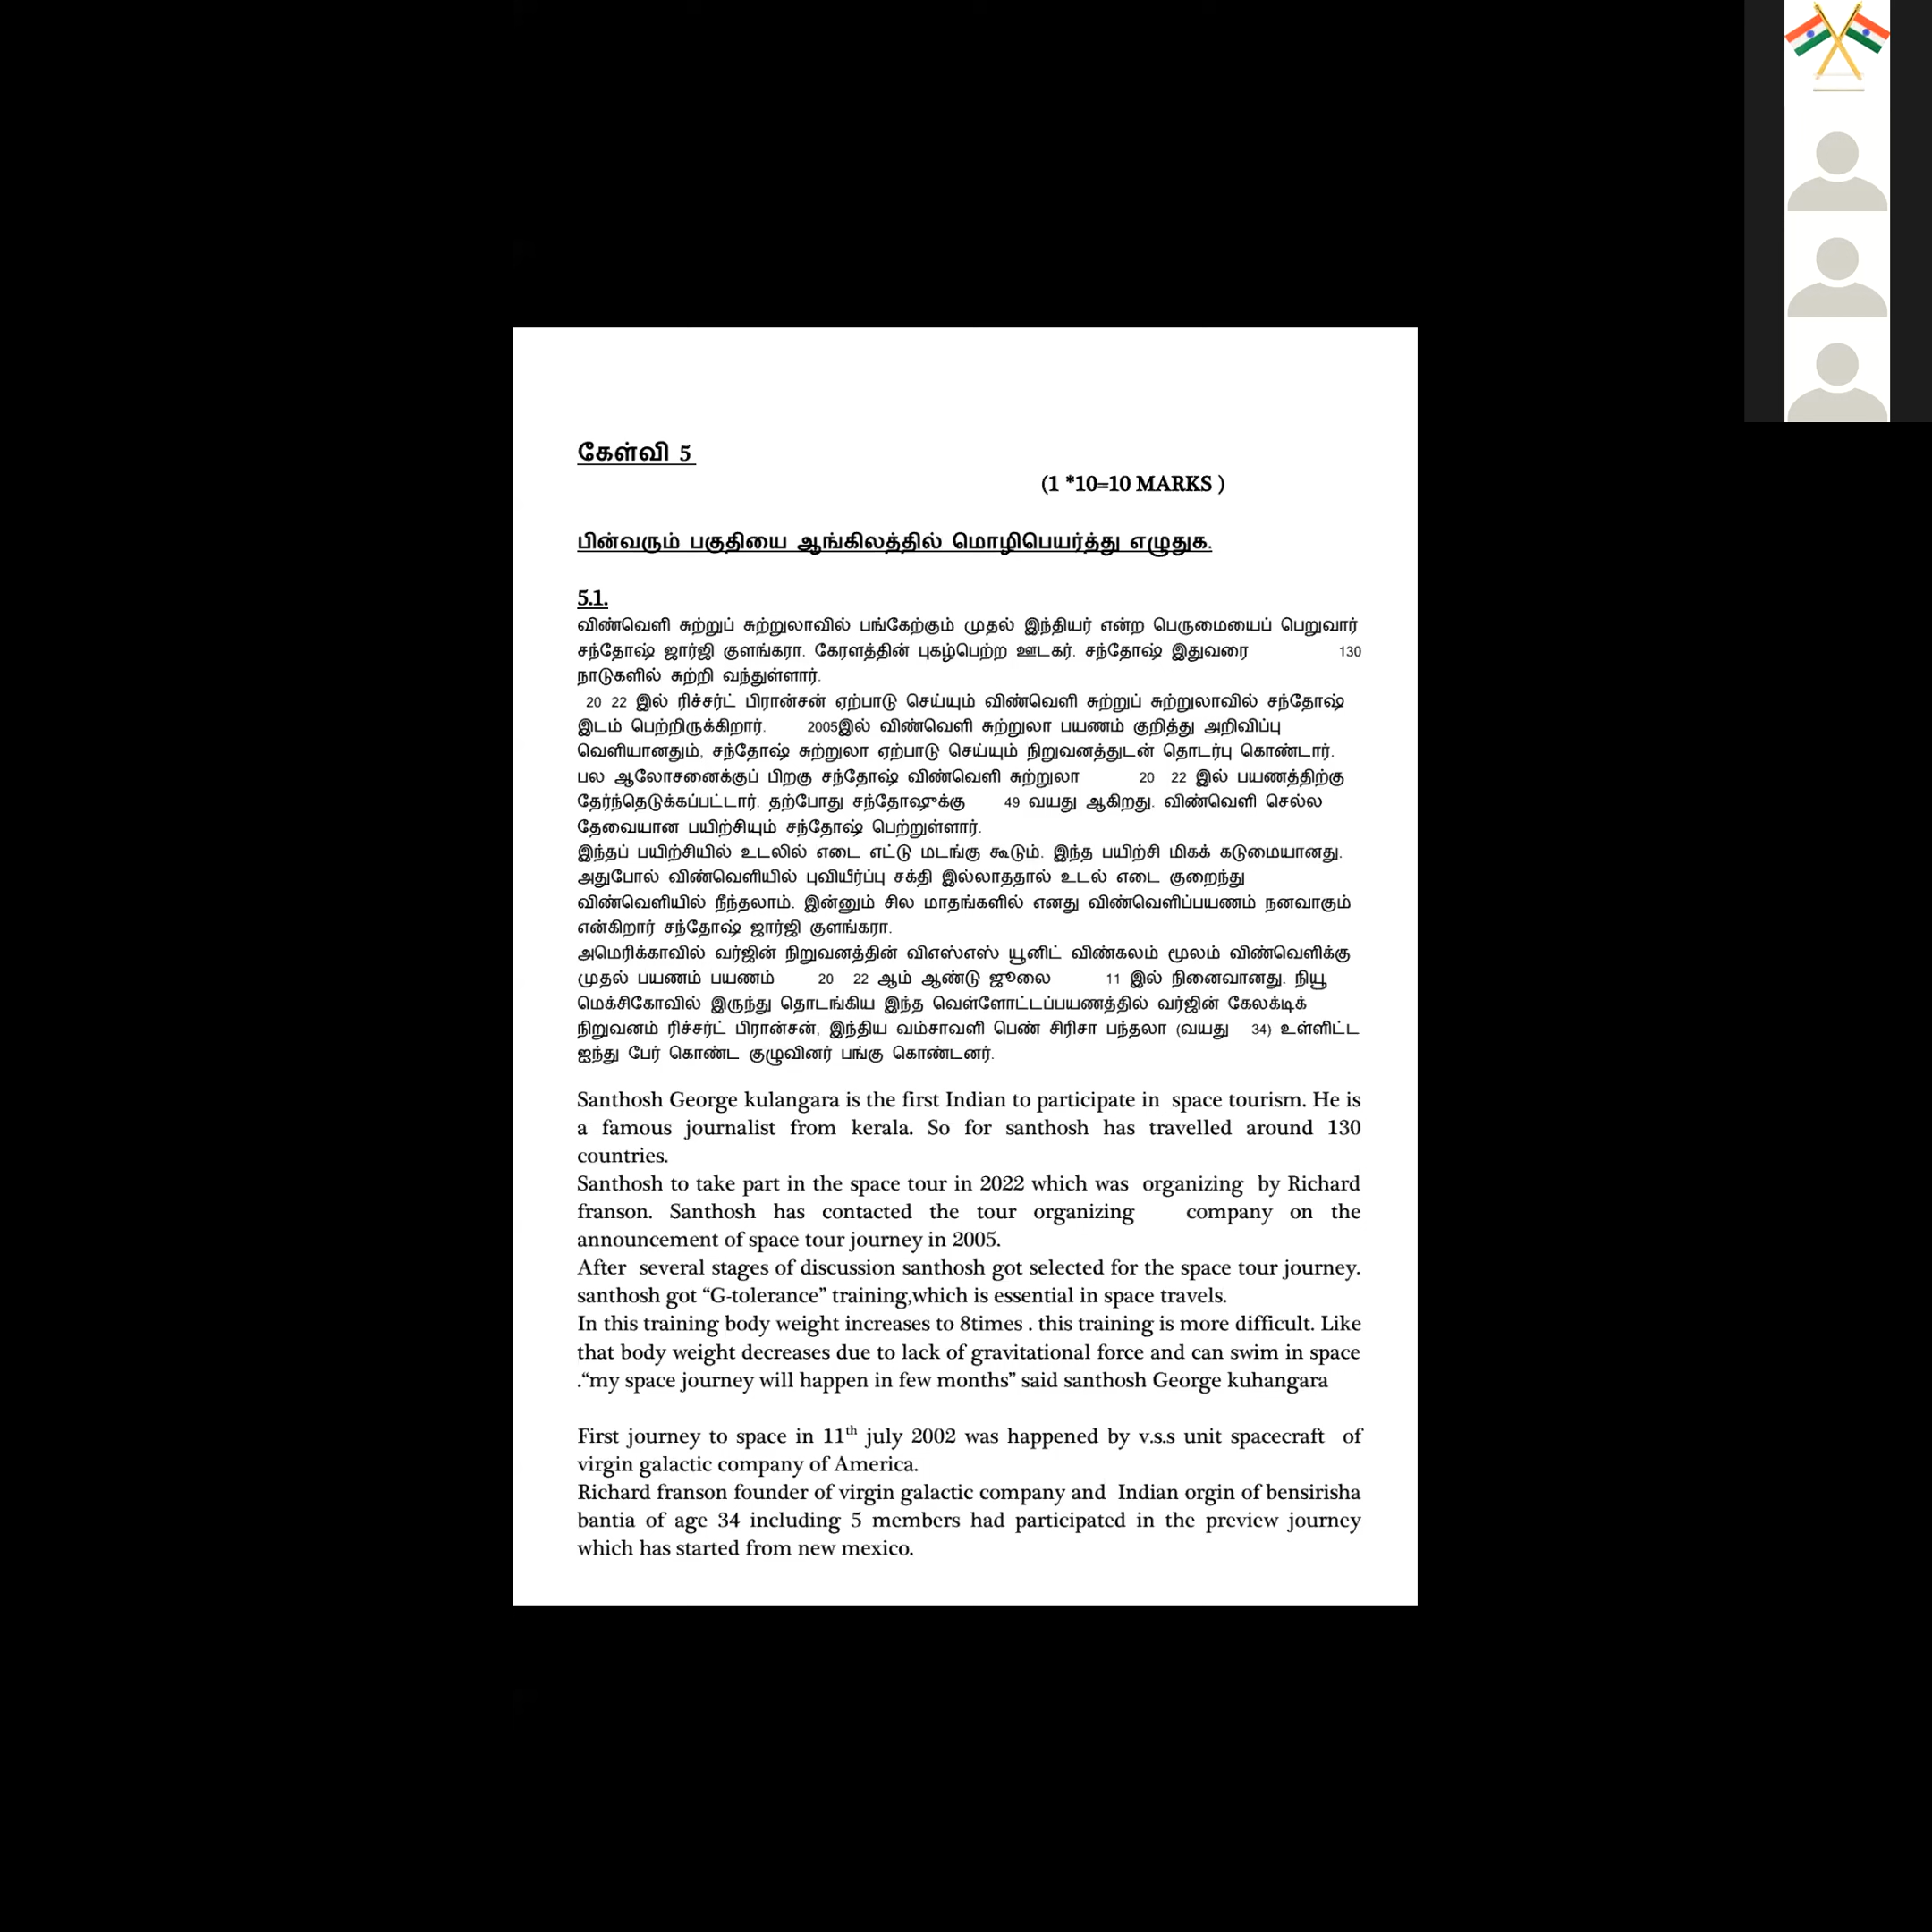 கேள்வி 5
(1 *10=10 MARKS )
பின்வரும் பகுதியை ஆங்கிலத்தில் மொழிபெயர்த்து எழுதுக.
5.1.
விண்வெளி சுற்றுப் சுற்றுலாவில் பங்கேற்கும் முதல் இந்தியர் என்ற பெருமையைப் பெறுவார்
சந்தோஷ் ஜார்ஜி குளங்கரா. கேரளத்தின் புகழ்பெற்ற ஊடகர். சந்தோஷ் இதுவரை 130
நாடுகளில் சுற்றி வந்துள்ளார்.
20 22 இல் ரிச்சர்ட் பிரான்சன் ஏற்பாடு செய்யும் விண்வெளி சுற்றுப் சுற்றுலாவில் சந்தோஷ்
இடம் பெற்றிருக்கிறார். 2005இல் விண்வெளி சுற்றுலா பயணம் குறித்து அறிவிப்பு
வெளியானதும், சந்தோஷ் சுற்றுலா ஏற்பாடு செய்யும் நிறுவனத்துடன் தொடர்பு கொண்டார்.
பல ஆலோசனைக்குப் பிறகு சந்தோஷ் விண்வெளி சுற்றுலா 20 22 இல் பயணத்திற்கு
தேர்ந்தெடுக்கப்பட்டார். தற்போது சந்தோஷுக்கு 49 வயது ஆகிறது. விண்வெளி செல்ல
தேவையான பயிற்சியும் சந்தோஷ் பெற்றுள்ளார்.
இந்தப் பயிற்சியில் உடலில் எடை எட்டு மடங்கு கூடும். இந்த பயிற்சி மிகக் கடுமையானது.
அதுபோல் விண்வெளியில் புவியீர்ப்பு சக்தி இல்லாததால் உடல் எடை குறைந்து
விண்வெளியில் நீந்தலாம். இன்னும் சில மாதங்களில் எனது விண்வெளிப்பயணம் நனவாகும்
என்கிறார் சந்தோஷ் ஜார்ஜி குளங்கரா.
அமெரிக்காவில் வர்ஜின் நிறுவனத்தின் விஎஸ்எஸ் யூனிட் விண்கலம் மூலம் விண்வெளிக்கு
முதல் பயணம் பயணம் 20 22 ஆம் ஆண்டு ஜூலை 11 இல் நினைவானது. நியூ
மெக்சிகோவில் இருந்து தொடங்கிய இந்த வெள்ளோட்டப்பயணத்தில் வர்ஜின் கேலக்டிக்
நிறுவனம் ரிச்சர்ட் பிரான்சன், இந்திய வம்சாவளி பெண் சிரிசா பந்தலா (வயது 34) உள்ளிட்ட
ஐந்து பேர் கொண்ட குழுவினர் பங்கு கொண்டனர்.
Santhosh George kulangara is the first Indian to participate in space tourism. He is
a famous journalist from kerala. So for santhosh has travelled around 130
countries.
Santhosh to take part in the space tour in 2022 which was organizing by Richard
franson. Santhosh has contacted the tour organizing company on the
announcement of space tour journey in 2005.
After several stages of discussion santhosh got selected for the space tour journey.
santhosh got “G-tolerance” training,which is essential in space travels.
In this training body weight increases to 8times . this training is more difficult. Like
that body weight decreases due to lack of gravitational force and can swim in space
.“my space journey will happen in few months” said santhosh George kuhangara
First journey to space in 11th july 2002 was happened by v.s.s unit spacecraft of
virgin galactic company of America.
Richard franson founder of virgin galactic company and Indian orgin of bensirisha
bantia of age 34 including 5 members had participated in the preview journey
which has started from new mexico.